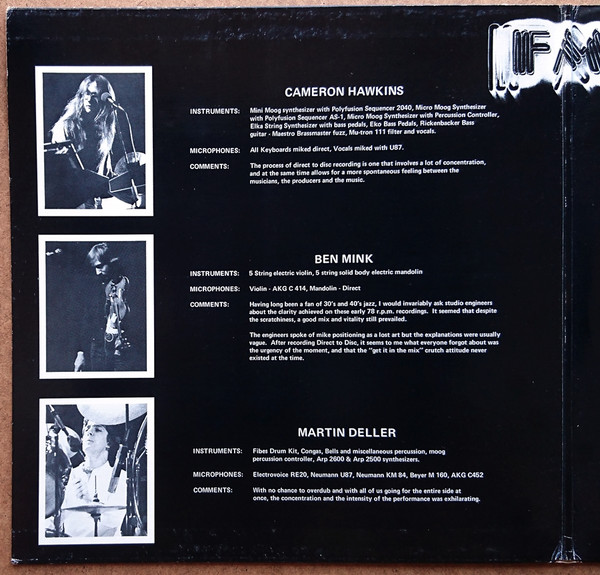 CAMERON HAWKINS
INSTRUMENTS: Mini Moog synthesizer with Polyfusion Sequencer 2040, Micro Moog Synthesizer
with Polyfusion Sequencer AS-1, Micro Moog Synthesizer with Percussion Controller,
Elka String Synthesizer with bass pedals, Eko Bass Pedals, Rickenbacker Bass
guitar - Maestro Brassmaster fuzz, Mu-tron 111 filter and vocals.
MICROPHONES: All Keyboards miked direct, Vocals miked with U87.
COMMENTS: The process of direct to disc recording is one that involves a lot of concentration,
and at the same time allows for a more spontaneous feeling between the
musicians, the producers and the music.
BEN MINK
INSTRUMENTS: 5 String electric violin, 5 string solid body electric mandolin
MICROPHONES: Violin - AKG C 414, Mandolin - Direct
COMMENTS: Having long been a fan of 30's and 40's jazz, I would invariably ask studio engineers
about the clarity achieved on these early 78 r.p.m. recordings. It seemed that despite
the scratchiness, a good mix and vitality still prevailed.
The engineers spoke of mike positioning as a lost art but the explanations were usually
vague. After recording Direct to Disc, it seems to me what everyone forgot about was
the urgency of the moment, and that the "get it in the mix" crutch attitude never
existed at the time.
MARTIN DELLER
INSTRUMENTS: Fibes Drum Kit, Congas, Bells and miscellaneous percussion, moog
percussion controller, Arp 2600 & Arp 2500 synthesizers.
MICROPHONES: Electrovoice RE20, Neumann U87, Neumann KM 84, Beyer M 160, AKG C452
COMMENTS: With no chance to overdub and with all of us going for the entire side at
once, the concentration and the intensity of the performance was exhilarating.